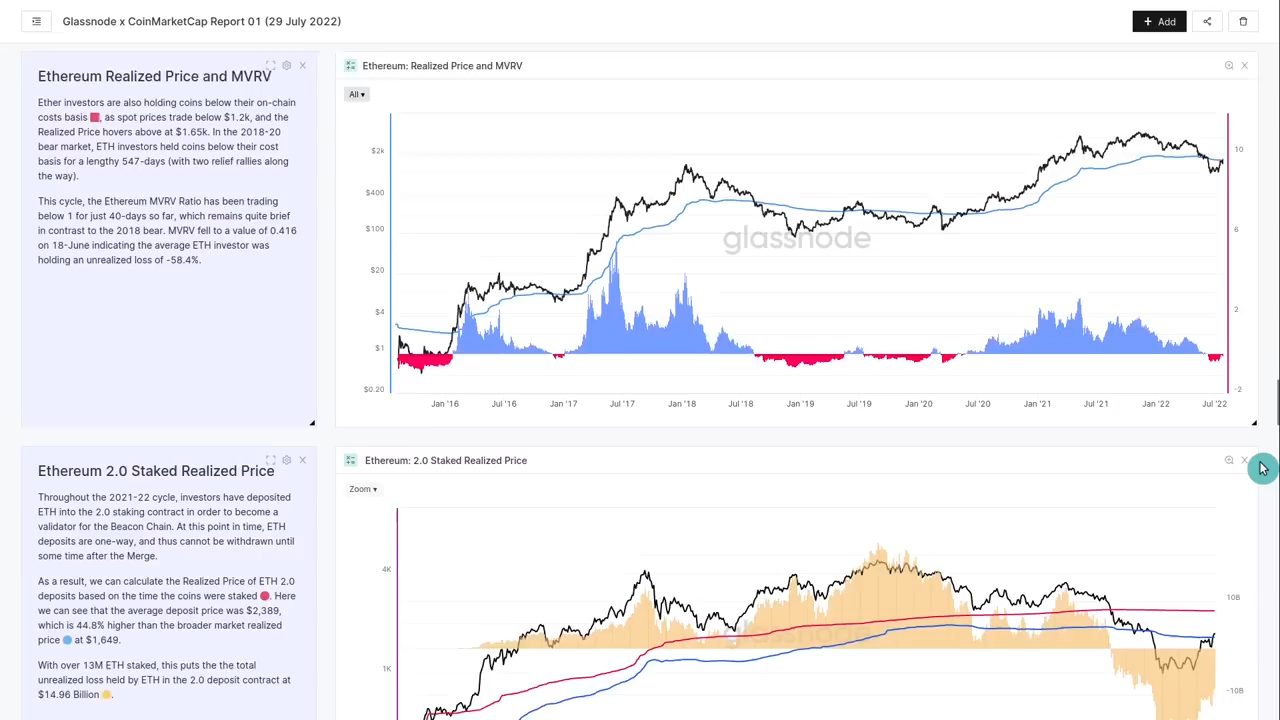 Glassnode x CoinMarketCap Report 01 (29 July 2022)
+ Add
Ethereum Realized Price and MVRV
Ether investors are also holding coins below their on-chain
costs basis , as spot prices trade below $1.2k, and the
Realized Price hovers above at $1.65k. In the 2018-20
bear market, ETH investors held coins below their cost
basis for a lengthy 547-days (with two relief rallies along
the way).
This cycle, the Ethereum MVRV Ratio has been trading
below 1 for just 40-days so far, which remains quite brief
in contrast to the 2018 bear. MVRV fell to a value of 0.416
on 18-June indicating the average ETH investor was
holding an unrealized loss of -58.4%.
Ethereum: Realized Price and MVRV
All ▾
$2k
$400
$100
$20
$4
$1
$0.20
10
6
2
-2
glassnode
Jan '16 Jul '16 Jan '17 Jul '17 Jan '18 Jul '18 Jan '19 Jul '19 Jan '20 Jul '20 Jan '21 Jul '21 Jan '22 Jul '22
Ethereum 2.0 Staked Realized Price
Throughout the 2021-22 cycle, investors have deposited
ETH into the 2.0 staking contract in order to become a
validator for the Beacon Chain. At this point in time, ETH
deposits are one-way, and thus cannot be withdrawn until
some time after the Merge.
As a result, we can calculate the Realized Price of ETH 2.0
deposits based on the time the coins were staked . Here
we can see that the average deposit price was $2,389,
which is 44.8% higher than the broader market realized
price at $1,649.
With over 13M ETH staked, this puts the the total
unrealized loss held by ETH in the 2.0 deposit contract at
$14.96 Billion .
Ethereum: 2.0 Staked Realized Price
Zoom ▾
4K
1K
10B
-10B
glassnode